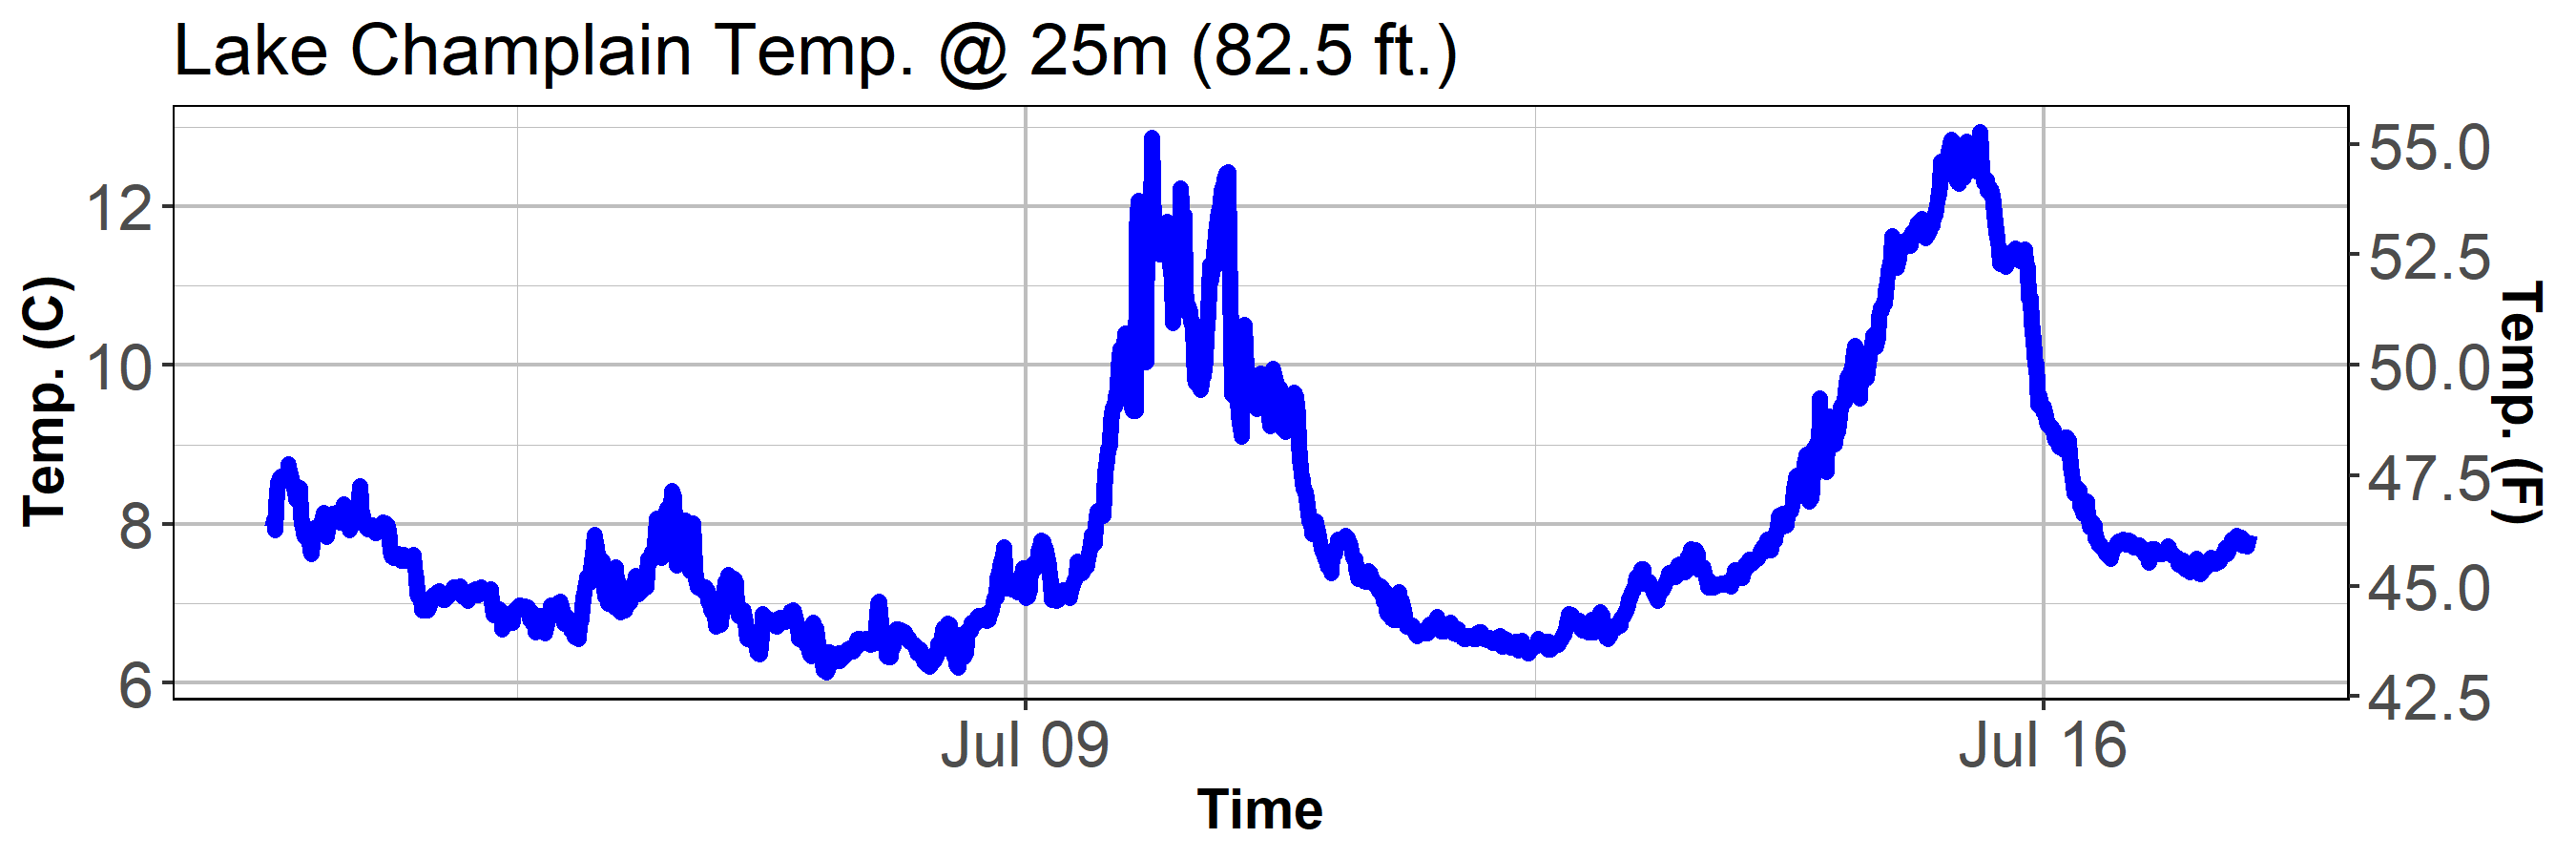 Lake Champlain Temp. @ 25m (82.5 ft.)
Temp. (C)
12
10
8
6
55.0
52.5
50.0
47.5
45.0
42.5
Temp. (F)
Jul 09
Jul 16
Time